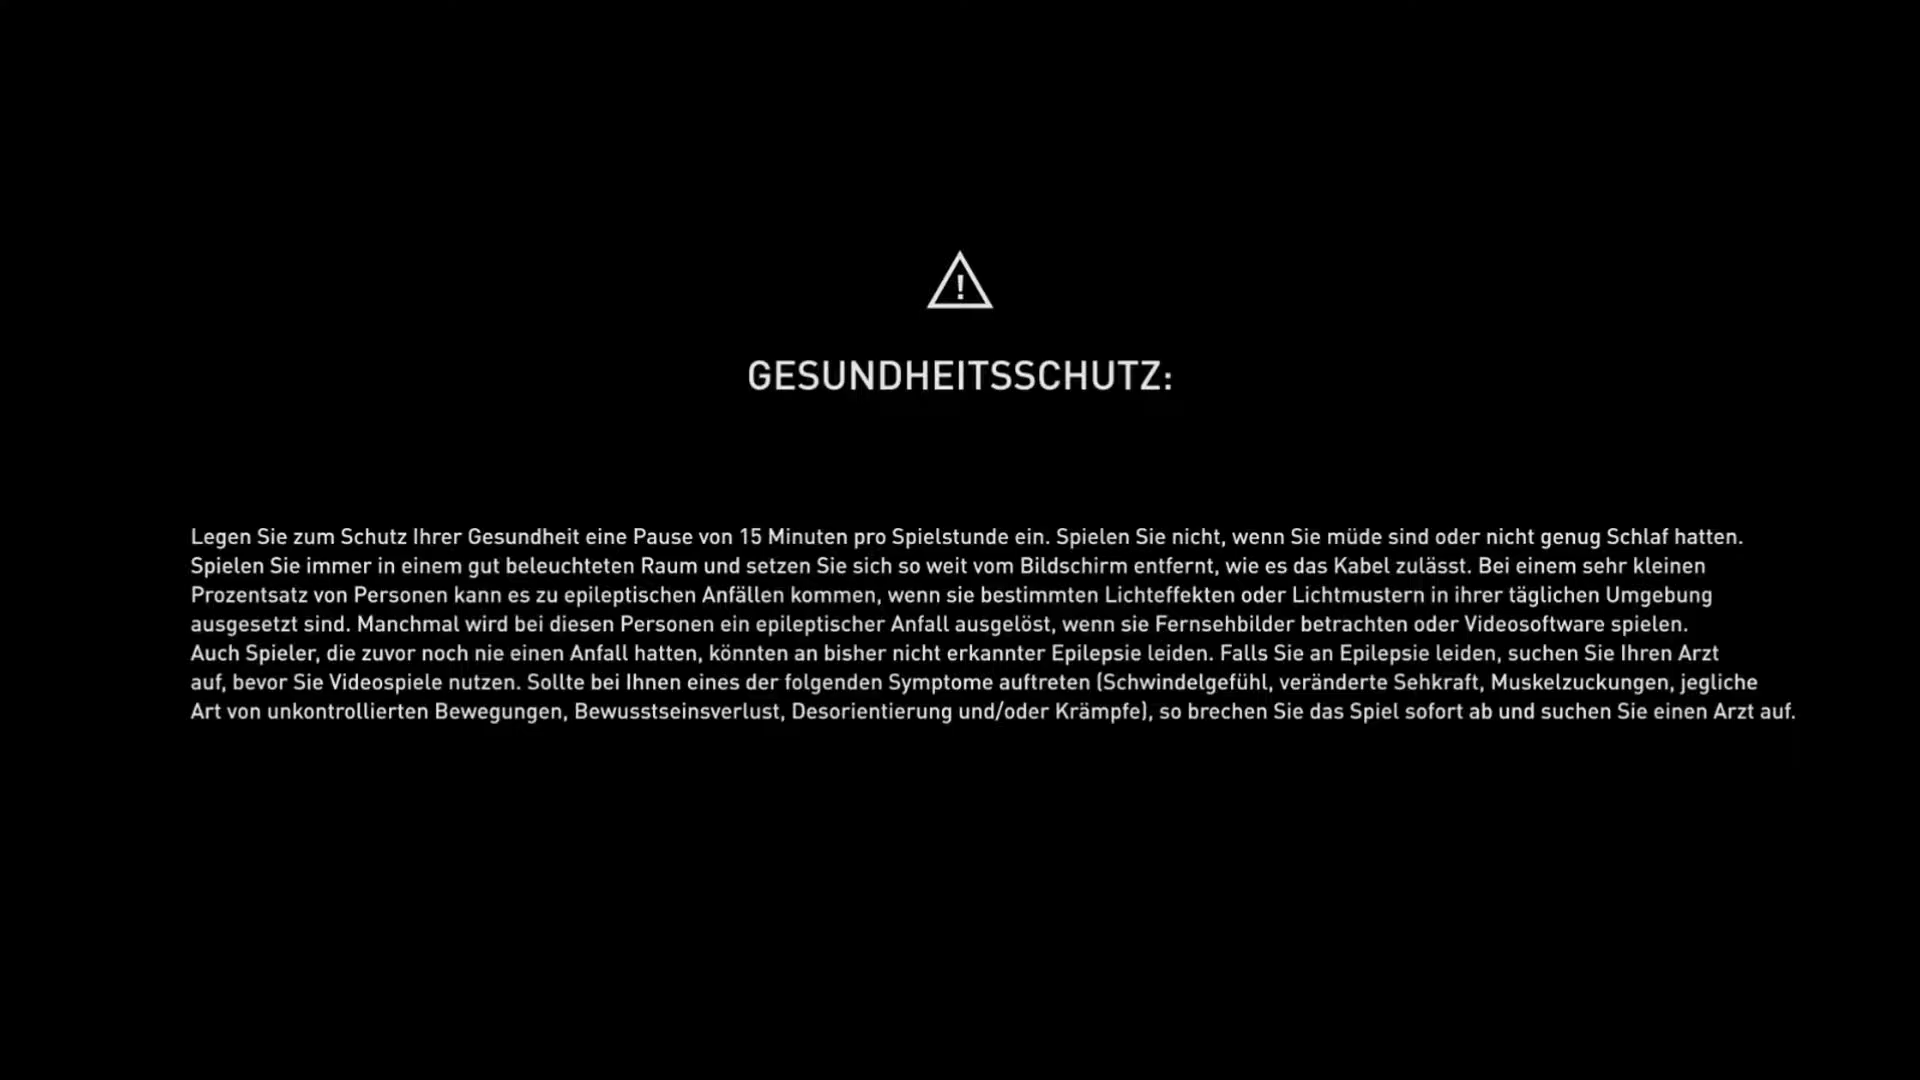 GESUNDHEITSSCHUTZ:
Legen Sie zum Schutz Ihrer Gesundheit eine Pause von 15 Minuten pro Spielstunde ein. Spielen Sie nicht, wenn Sie müde sind oder nicht genug Schlaf hatten.
Spielen Sie immer in einem gut beleuchteten Raum und setzen Sie sich so weit vom Bildschirm entfernt, wie es das Kabel zulässt. Bei einem sehr kleinen
Prozentsatz von Personen kann es zu epileptischen Anfällen kommen, wenn sie bestimmten Lichteffekten oder Lichtmustern in ihrer täglichen Umgebung
ausgesetzt sind. Manchmal wird bei diesen Personen ein epileptischer Anfall ausgelöst, wenn sie Fernsehbilder betrachten oder Videosoftware spielen.
Auch Spieler, die zuvor noch nie einen Anfall hatten, könnten an bisher nicht erkannter Epilepsie leiden. Falls Sie an Epilepsie leiden, suchen Sie Ihren Arzt
auf, bevor Sie Videospiele nutzen. Sollte bei Ihnen eines der folgenden Symptome auftreten (Schwindelgefühl, veränderte Sehkraft, Muskelzuckungen, jegliche
Art von unkontrollierten Bewegungen, Bewusstseinsverlust, Desorientierung und/oder Krämpfe), so brechen Sie das Spiel sofort ab und suchen Sie einen Arzt auf.